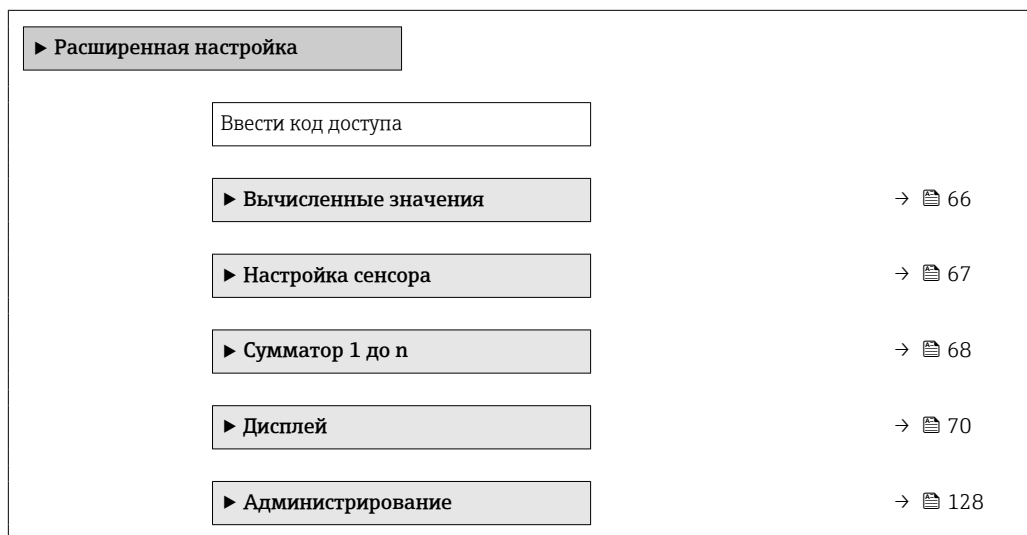 ▶ Расширенная настройка
Ввести код доступа
▶ Вычисленные значения → 66
▶ Настройка сенсора → 67
▶ Сумматор 1 до n → 68
▶ Дисплей → 70
▶ Администрирование → 128